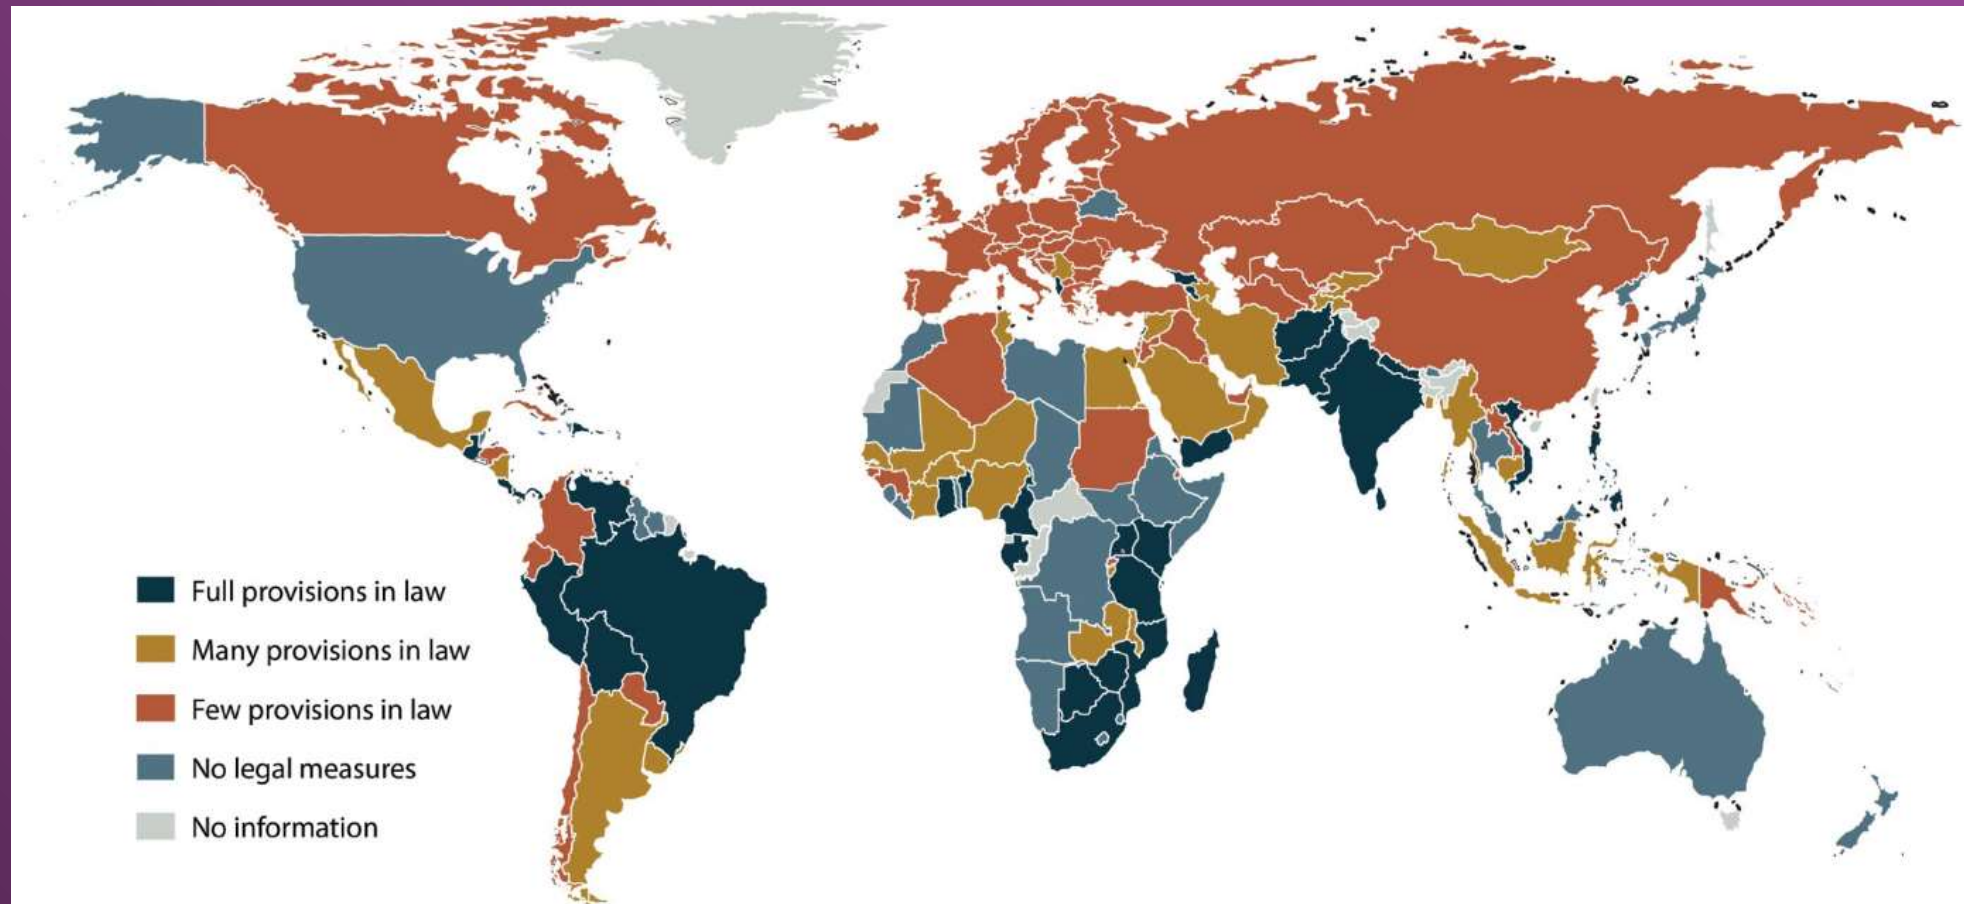 Full provisions in law
Many provisions in law
Few provisions in law
No legal measures
No information